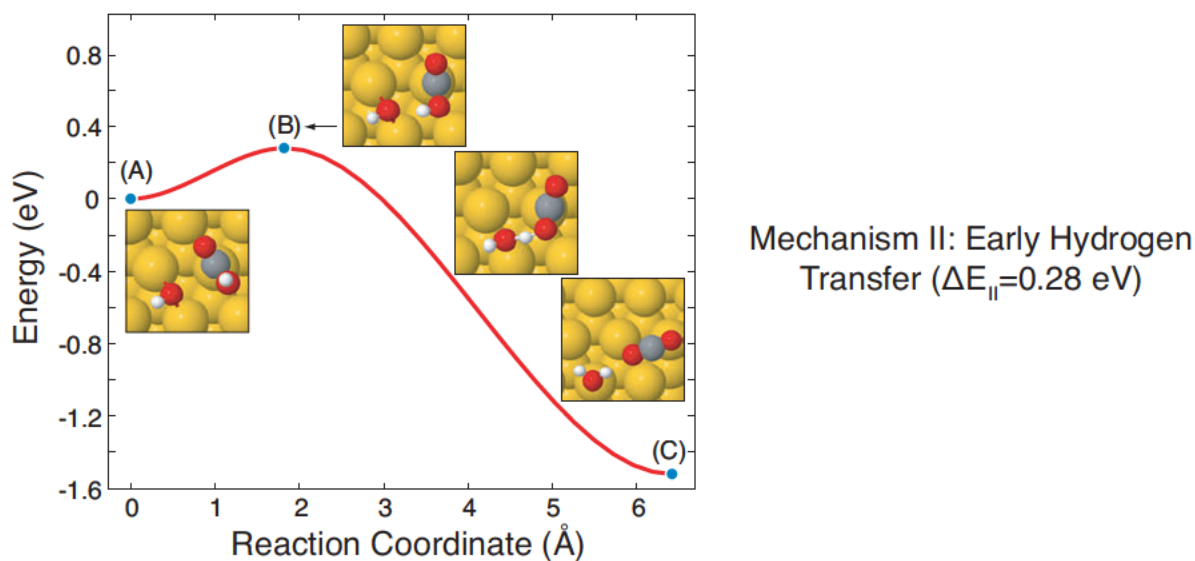 0.8
0.4
0
-0.4
-0.8
-1.2
-1.6
Energy (eV)
(A)
(B)
(C)
0 1 2 3 4 5 6
Reaction Coordinate (Å)
Mechanism II: Early Hydrogen
Transfer (ΔE_II=0.28 eV)